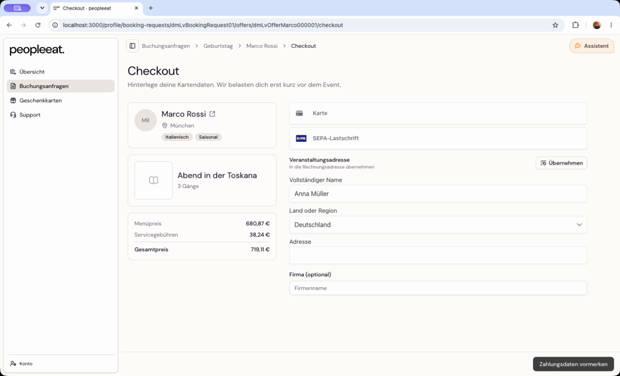 Checkout - peopleeat
localhost:3000/profile/booking-requests/dmLvBookingRequest01/offers/dmLvOfferMarco000001/checkout
peopleeat.
Buchungsanfragen > Geburtstag > Marco Rossi > Checkout
Assistent
Übersicht
Buchungsanfragen
Geschenkkarten
Support
Konto
Checkout
Hinterlege deine Kartendaten. Wir belasten dich erst kurz vor dem Event.
MR
Marco Rossi
München
Italienisch Saisonal
Abend in der Toskana
3 Gänge
Menüpreis 680,87 €
Servicegebühren 38,24 €
Gesamtpreis 719,11 €
Karte
SEPA-Lastschrift
Veranstaltungsadresse
In die Rechnungsadresse übernehmen
Übernehmen
Vollständiger Name
Anna Müller
Land oder Region
Deutschland
Adresse
Firma (optional)
Firmenname
Zahlungsdaten vormerken